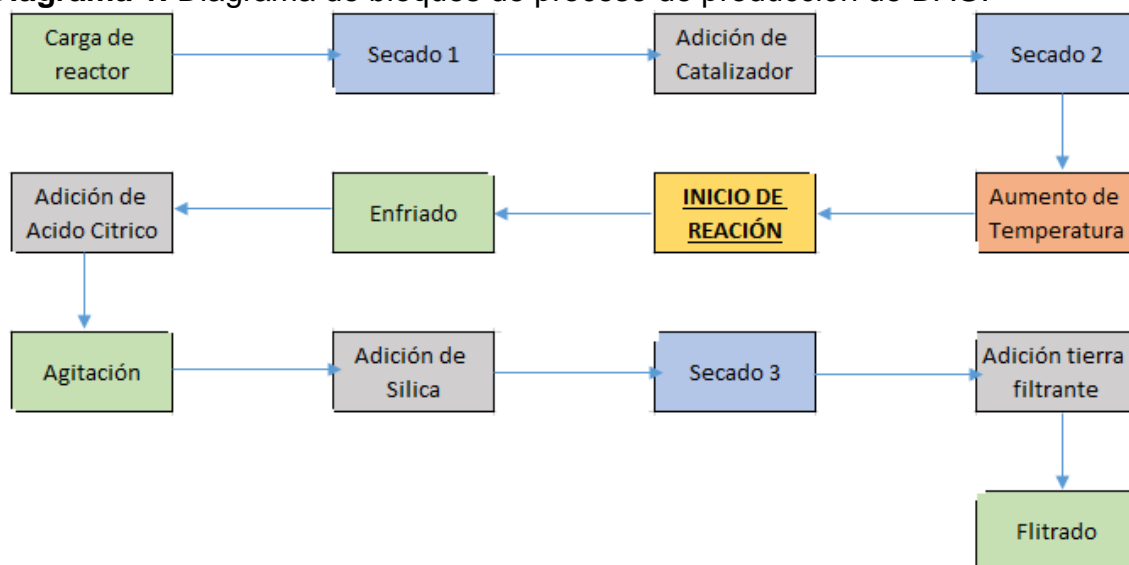 Diagrama de bloques de proceso de producción de
Carga de
reactor
Secado 1
Adición de
Catalizador
Secado 2
Adición de
Acido Citrico
Enfriado
INICIO DE
REACIÓN
Aumento de
Temperatura
Agitación
Adición de
Silica
Secado 3
Adición tierra
filtrante
Flitrado